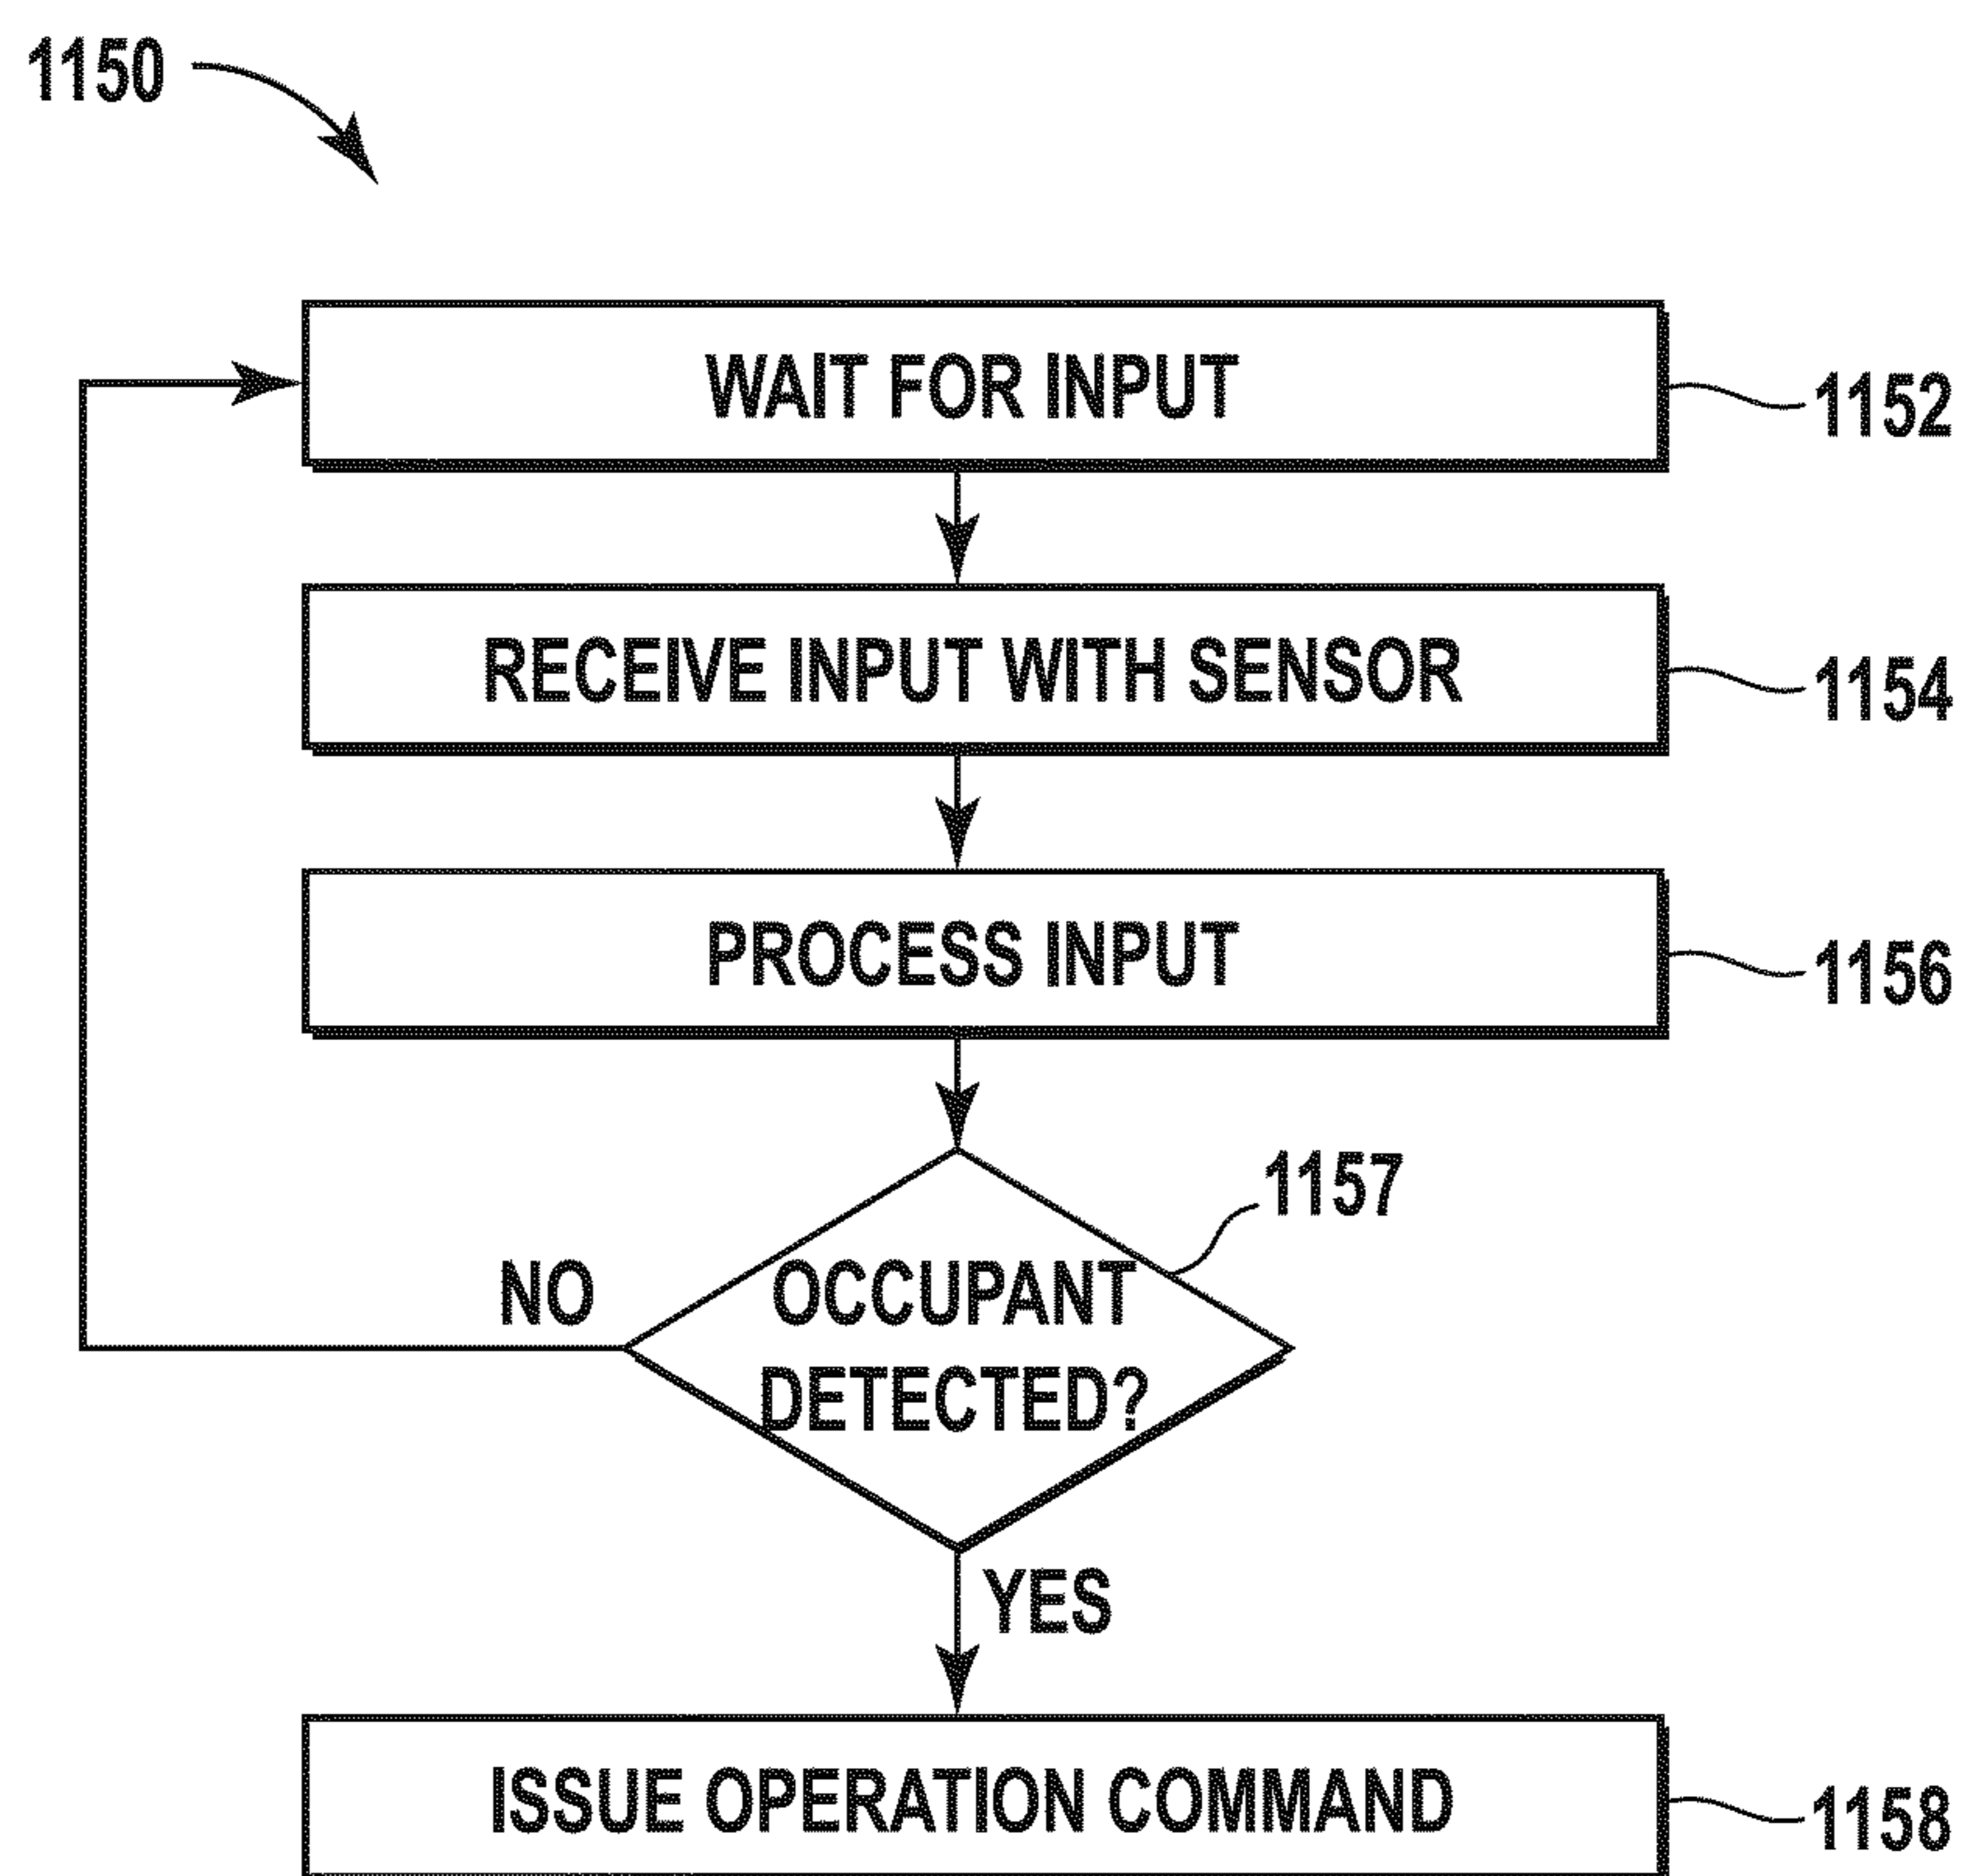 1150
WAIT FOR INPUT
1152
RECEIVE INPUT WITH SENSOR
1154
PROCESS INPUT
1156
1157
NO
OCCUPANT
DETECTED?
YES
ISSUE OPERATION COMMAND
1158